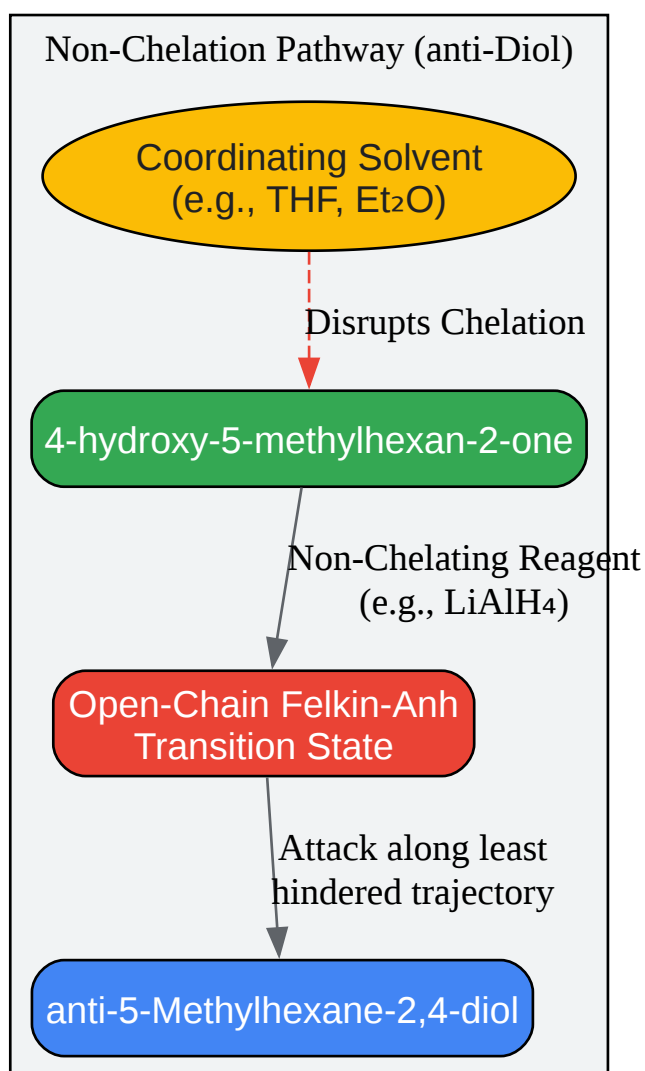 Non-Chelation Pathway (anti-Diol)
Coordinating Solvent
(e.g., THF, Et₂O)
Disrupts Chelation
4-hydroxy-5-methylhexan-2-one
Non-Chelating Reagent
(e.g., LiAlH₄)
Open-Chain Felkin-Anh
Transition State
Attack along least
hindered trajectory
anti-5-Methylhexane-2,4-diol